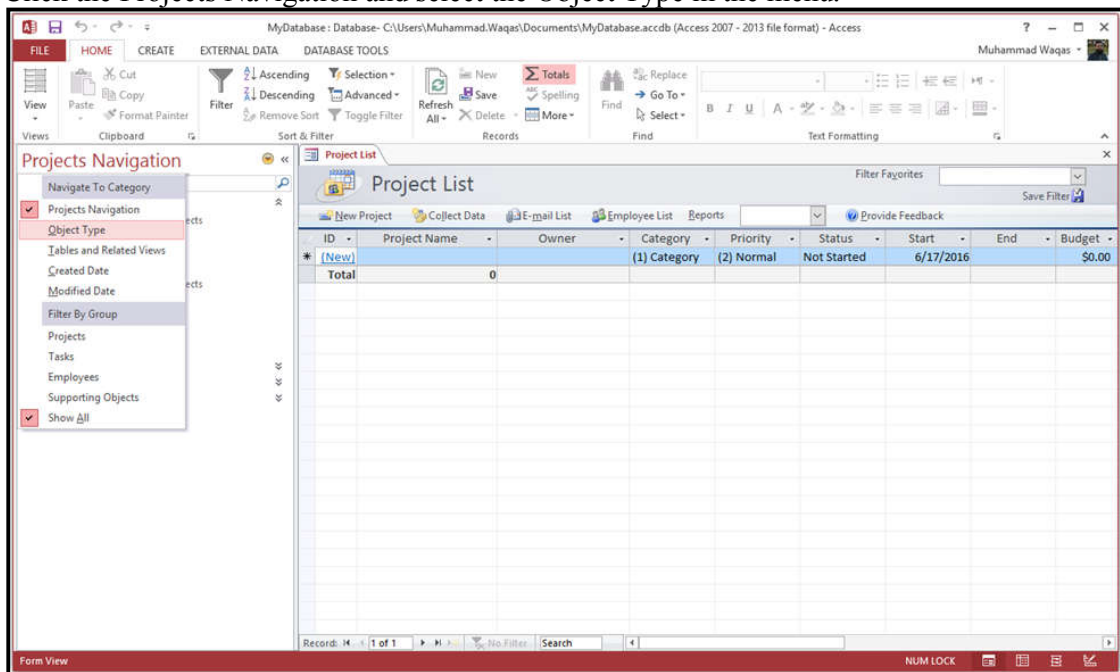 Click the Projects Navigation and select the Object Type in the menu.
MyDatabase : Database- C:\Users\Muhammad.Waqas\Documents\MyDatabase.accdb (Access 2007 - 2013 file format) - Access
FILE HOME CREATE EXTERNAL DATA DATABASE TOOLS Muhammad Waqas
View Paste Cut Copy Format Painter
Filter Ascending Descending Remove Sort Selection Advanced Toggle Filter
Refresh All New Save Delete Totals Spelling More
Find Replace Go To Select
B I U A
Views Clipboard Sort & Filter Records Find Text Formatting
Projects Navigation
Navigate To Category
Projects Navigation
Object Type
Tables and Related Views
Created Date
Modified Date
Filter By Group
Projects
Tasks
Employees
Supporting Objects
Show All
ects
ects
Project List
Project List
Filter Favorites
Save Filter
New Project Collect Data E-mail List Employee List Reports Provide Feedback
ID Project Name Owner Category Priority Status Start End Budget
(New) (1) Category (2) Normal Not Started 6/17/2016 $0.00
Total 0
Record: 1 of 1 No Filter Search
Form View NUM LOCK